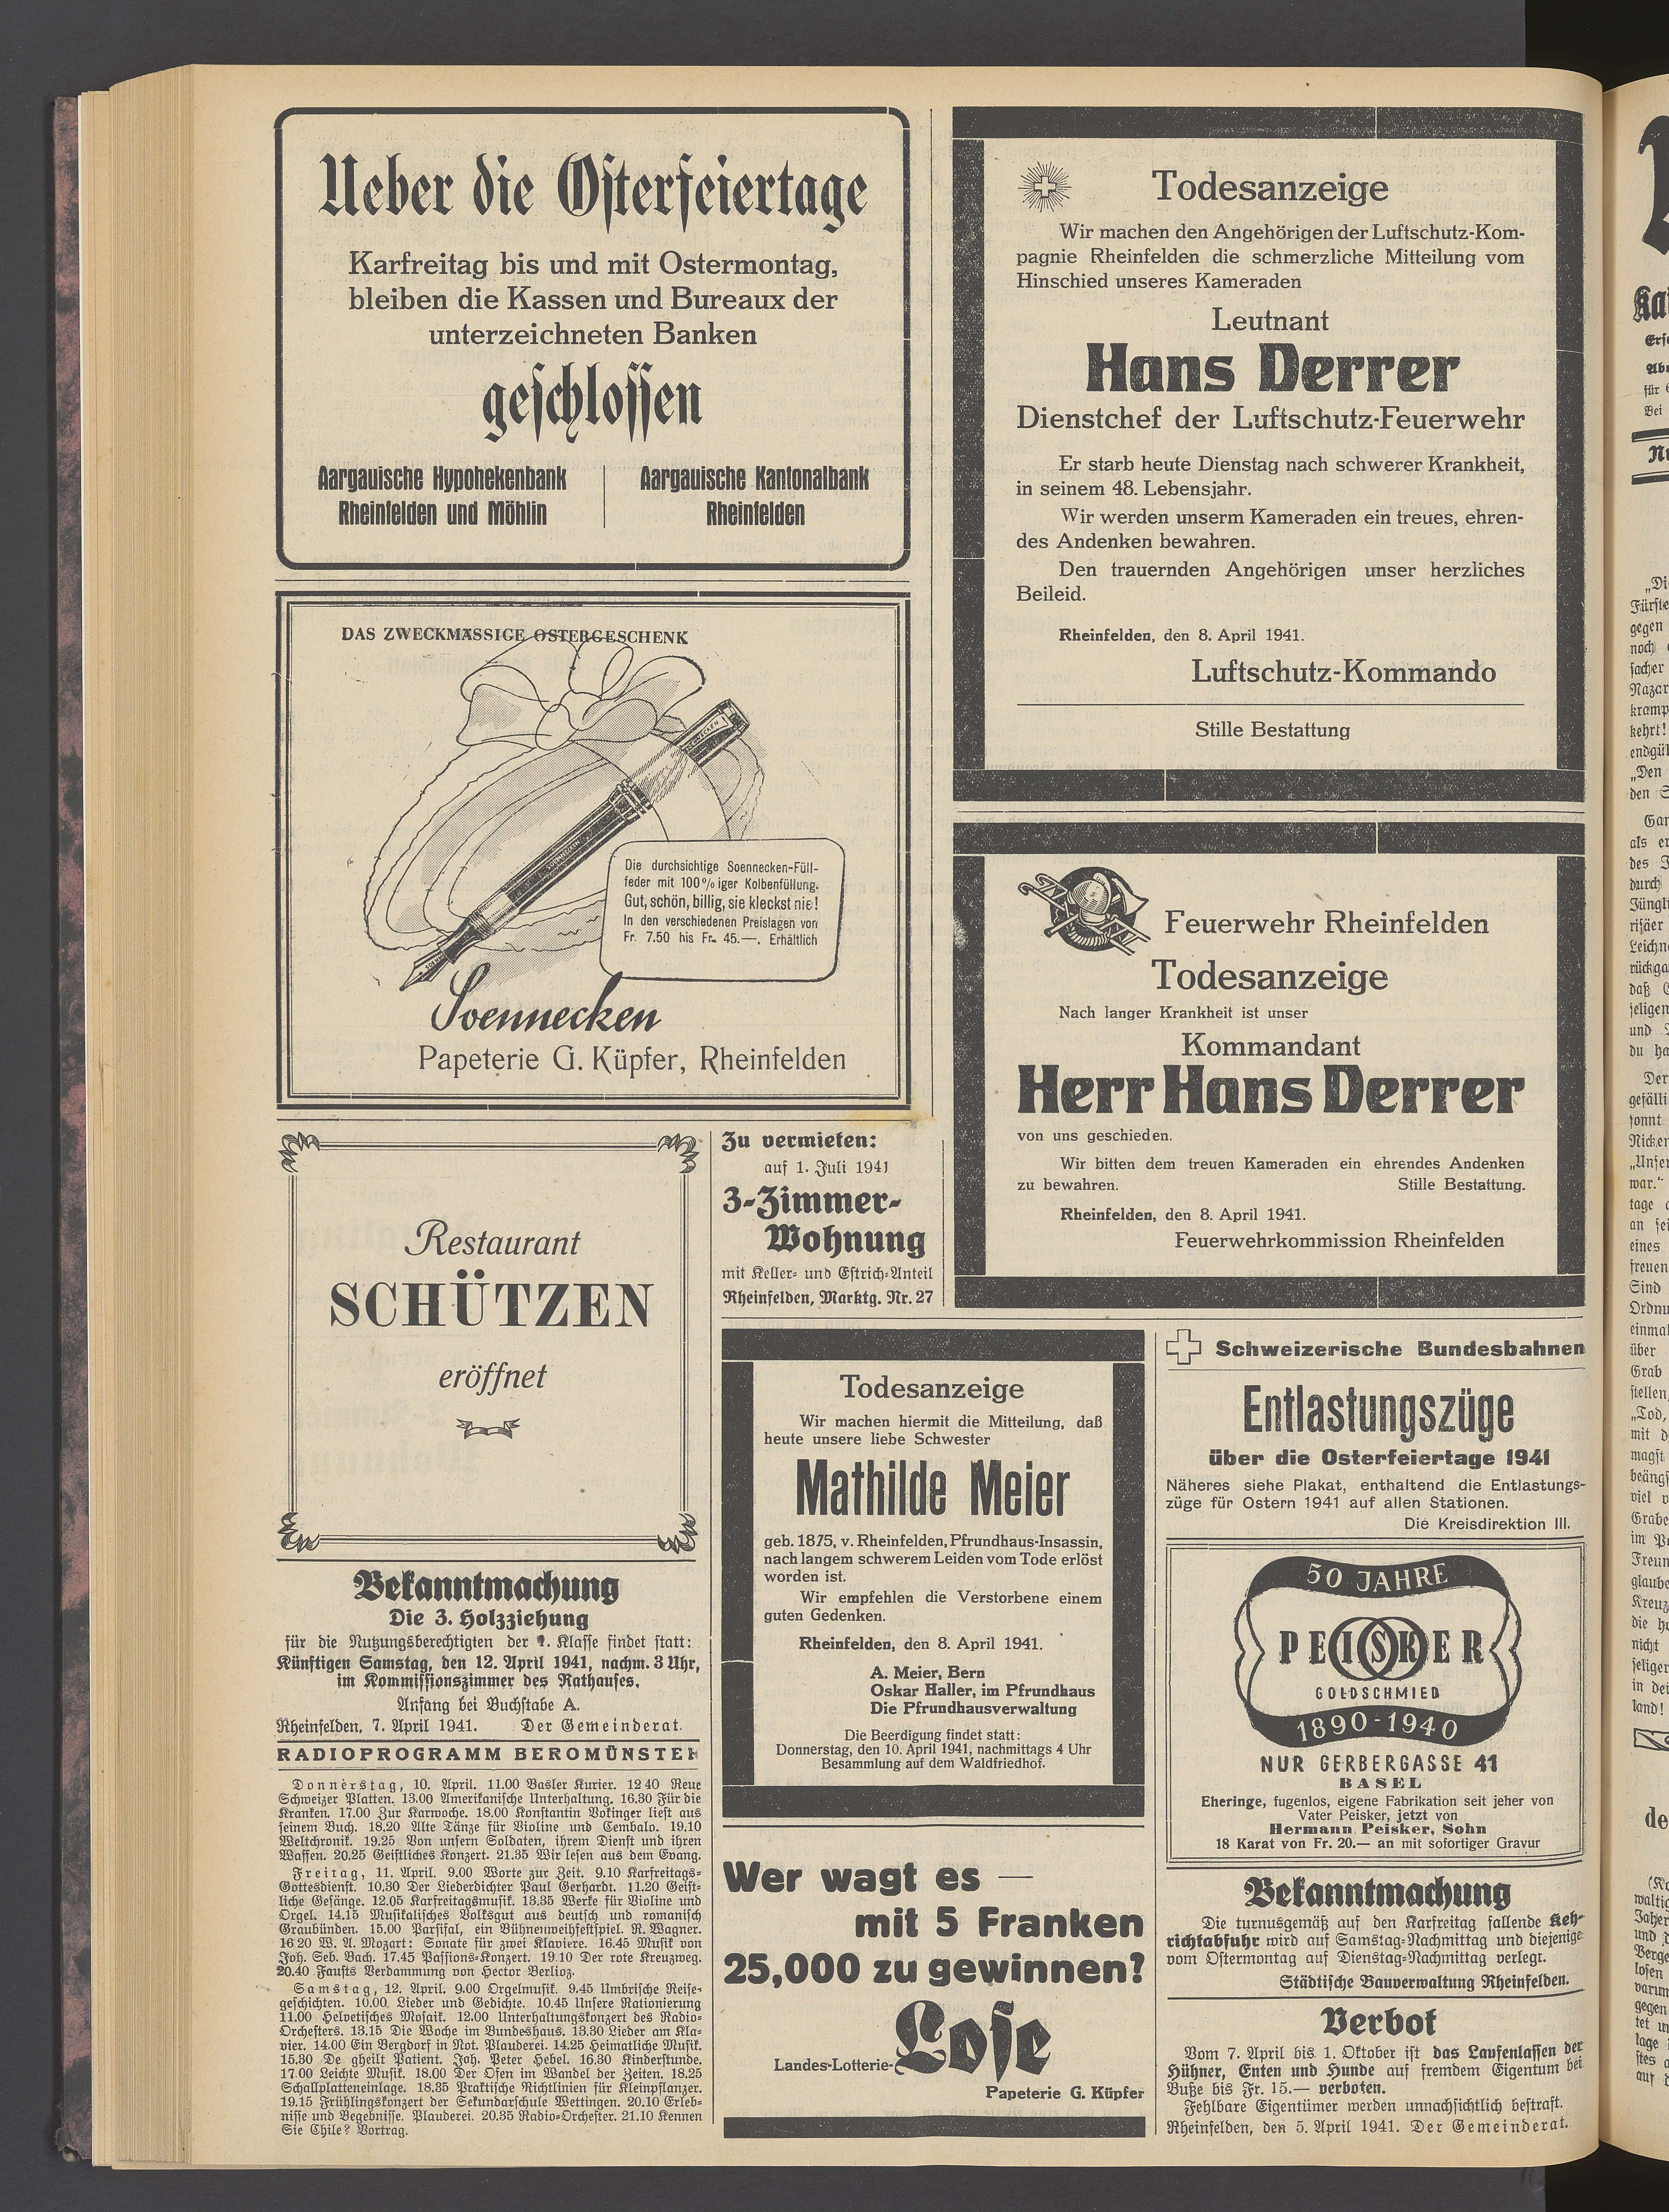 Ueber die Osterfeiertage
Karfreitag bis und mit Ostermontag,
bleiben die Kassen und Bureaux der
unterzeichneten Banken
geschlossen
Aargauische Hypohekenbank
Rheinfelden und Möhlin
Aargauische Kantonalbank
Rheinfelden
DAS ZWECKMÄSSIGE OSTERGESCHENK
Die durchsichtige Soennecken-Füll-
feder mit 100%iger Kolbenfüllung.
Gut, schön, billig, sie kleckst nie!
In den verschiedenen Preislagen von
Fr. 7.50 bis Fr. 45.—. Erhältlich
Soennecken
Papeterie G. Küpfer, Rheinfelden
Restaurant
SCHÜTZEN
eröffnet
Bekanntmachung
Die 3. Holzziehung
für die Nutzungsberechtigten der 1. Klasse findet statt:
Künftigen Samstag, den 12. April 1941, nachm. 3 Uhr,
im Kommissionszimmer des Rathauses.
Anfang bei Buchstabe A.
Rheinfelden, 7. April 1941. Der Gemeinderat.
RADIOPROGRAMM BEROMÜNSTER
Donnerstag, 10. April. 11.00 Basler Kurier. 12 40 Neue
Schweizer Platten. 13.00 Amerikanische Unterhaltung. 16.30 Für die
Kranken. 17.00 Zur Karwoche. 18.00 Konstantin Vokinger liest aus
seinem Buch. 18.20 Alte Tänze für Violine und Cembalo. 19.10
Weltchronik. 19.25 Von unsern Soldaten, ihrem Dienst und ihren
Waffen. 20.25 Geistliches Konzert. 21.35 Wir lesen aus dem Evang.
Freitag, 11. April. 9.00 Worte zur Zeit. 9.10 Karfreitags-
Gottesdienst. 10.30 Der Liederdichter Paul Gerhardt. 11.20 Geist-
liche Gesänge. 12.05 Karfreitagsmusik. 13.35 Werke für Violine und
Orgel. 14.15 Musikalisches Volksgut aus deutsch und romanisch
Graubünden. 15.00 Parsifal, ein Bühnenweihfestspiel. R. Wagner.
16 20 W. A. Mozart: Sonate für zwei Klaviere. 16.45 Musik von
Joh. Seb. Bach. 17.45 Passions-Konzert. 19.10 Der rote Kreuzweg.
20.40 Fausts Verdammung von Hector Berlioz.
Samstag, 12. April. 9.00 Orgelmusik. 9.45 Umbrische Reise-
geschichten. 10.00 Lieder und Gedichte. 10.45 Unsere Rationierung
11.00 Helvetisches Mosaik. 12.00 Unterhaltungskonzert des Radio-
Orchesters. 13.15 Die Woche im Bundeshaus. 13.30 Lieder am Kla-
vier. 14.00 Ein Bergdorf in Not. Plauderei. 14.25 Heimatliche Musik.
15.30 De gheilt Patient. Joh. Peter Hebel. 16.30 Kinderstunde.
17.00 Leichte Musik. 18.00 Der Ofen im Wandel der Zeiten. 18.25
Schallplatteneinlage. 18.35 Praktische Richtlinien für Kleinpflanzer.
19.15 Frühlingskonzert der Sekundarschule Wettingen. 20.10 Erleb-
nisse und Begebnisse. Plauderei. 20.35 Radio-Orchester. 21.10 Kennen
Sie Chile? Vortrag.
Zu vermieten:
auf 1. Juli 1941
3-Zimmer-
Wohnung
mit Keller- und Estrich-Anteil
Rheinfelden, Marktg. Nr. 27
Todesanzeige
Wir machen den Angehörigen der Luftschutz-Kom-
pagnie Rheinfelden die schmerzliche Mitteilung vom
Hinschied unseres Kameraden
Leutnant
Hans Derrer
Dienstchef der Luftschutz-Feuerwehr
Er starb heute Dienstag nach schwerer Krankheit,
in seinem 48. Lebensjahr.
Wir werden unserm Kameraden ein treues, ehren-
des Andenken bewahren.
Den trauernden Angehörigen unser herzliches
Beileid.
Rheinfelden, den 8. April 1941.
Luftschutz-Kommando
Stille Bestattung
Feuerwehr Rheinfelden
Todesanzeige
Nach langer Krankheit ist unser
Kommandant
Herr Hans Derrer
von uns geschieden.
Wir bitten dem treuen Kameraden ein ehrendes Andenken
zu bewahren. Stille Bestattung.
Rheinfelden, den 8. April 1941.
Feuerwehrkommission Rheinfelden
Todesanzeige
Wir machen hiermit die Mitteilung, daß
heute unsere liebe Schwester
Mathilde Meier
geb. 1875, v. Rheinfelden, Pfrundhaus-Insassin,
nach langem schwerem Leiden vom Tode erlöst
worden ist.
Wir empfehlen die Verstorbene einem
guten Gedenken.
Rheinfelden, den 8. April 1941.
A. Meier, Bern
Oskar Haller, im Pfrundhaus
Die Pfrundhausverwaltung
Die Beerdigung findet statt:
Donnerstag, den 10. April 1941, nachmittags 4 Uhr
Besammlung auf dem Waldfriedhof.
Wer wagt es —
mit 5 Franken
25,000 zu gewinnen?
Landes-Lotterie-Lose
Papeterie G. Küpfer
Schweizerische Bundesbahnen
Entlastungszüge
über die Osterfeiertage 1941
Näheres siehe Plakat, enthaltend die Entlastungs-
züge für Ostern 1941 auf allen Stationen.
Die Kreisdirektion III.
50 JAHRE
PEISKER
GOLDSCHMIED
1890-1940
NUR GERBERGASSE 41
BASEL
Eheringe, fugenlos, eigene Fabrikation seit jeher von
Vater Peisker, jetzt von
Hermann Peisker, Sohn
18 Karat von Fr. 20.— an mit sofortiger Gravur
Bekanntmachung
Die turnusgemäß auf den Karfreitag fallende Keh-
richtabfuhr wird auf Samstag-Nachmittag und diejenige
vom Ostermontag auf Dienstag-Nachmittag verlegt.
Städtische Bauverwaltung Rheinfelden.
Verbot
Vom 7. April bis 1. Oktober ist das Laufenlassen der
Hühner, Enten und Hunde auf fremdem Eigentum bei
Buße bis Fr. 15.— verboten.
Fehlbare Eigentümer werden unnachsichtlich bestraft.
Rheinfelden, den 5. April 1941. Der Gemeinderat.